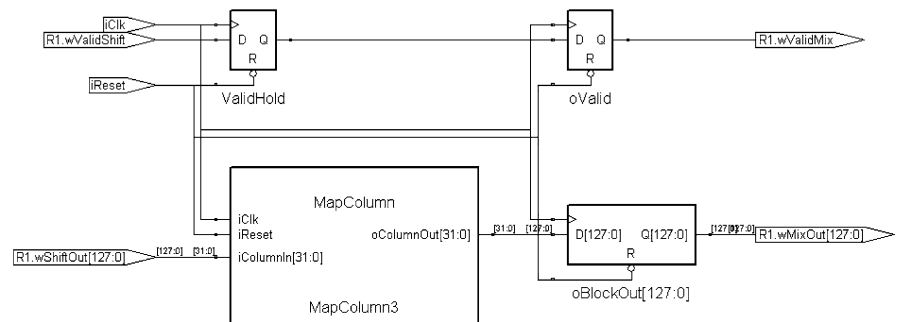 iClk
R1.wValidShift
D Q
R
D Q
R
R1.wValidMix
iReset
ValidHold
oValid
MapColumn
iClk
iReset
oColumnOut[31:0]
iColumnIn[31:0]
[31:0] [127:0]
D[127:0] Q[127:0]
R
R1.wMixOut[127:0]
R1.wShiftOut[127:0]
[127:0] [31:0]
oBlockOut[127:0]
MapColumn3